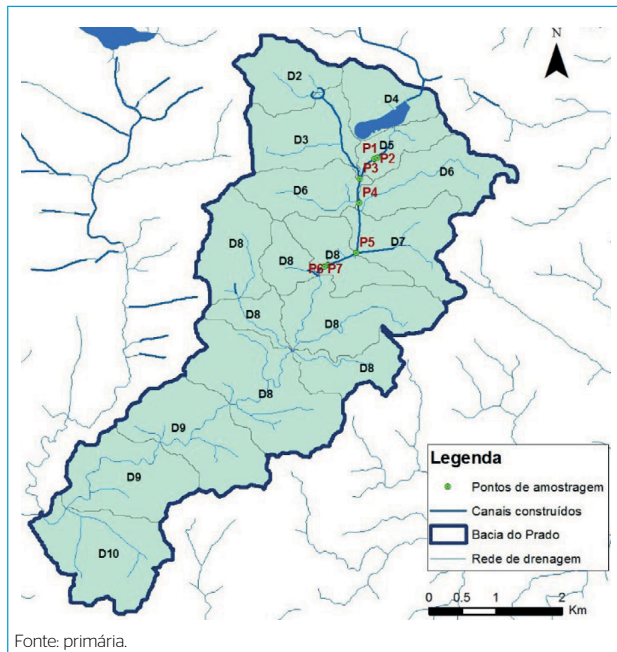 N
D2
D4
P1
D5
P2
D3
P3
D6
D6
P4
P5
D7
D8
D8
D8
P6
P7
D8
D8
D8
D8
D9
D9
D10
Legenda
Pontos de amostragem
Canais construídos
Bacia do Prado
Rede de drenagem
0 0.5 1 2
Km
Fonte: primária.